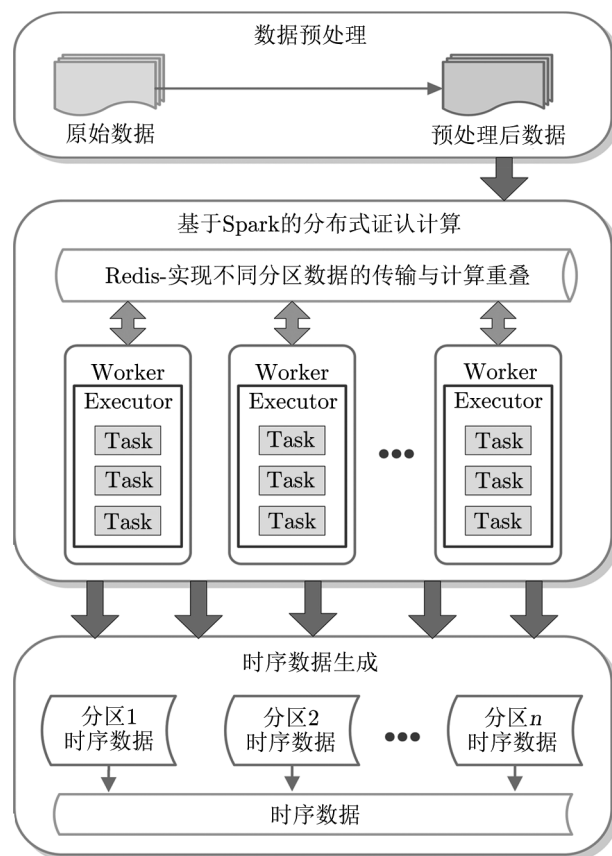 数据预处理
原始数据
预处理后数据
基于Spark的分布式证认计算
Redis-实现不同分区数据的传输与计算重叠
Worker
Executor
Task
Task
Task
Worker
Executor
Task
Task
Task
Worker
Executor
Task
Task
Task
时序数据生成
分区1
时序数据
分区2
时序数据
分区n
时序数据
时序数据